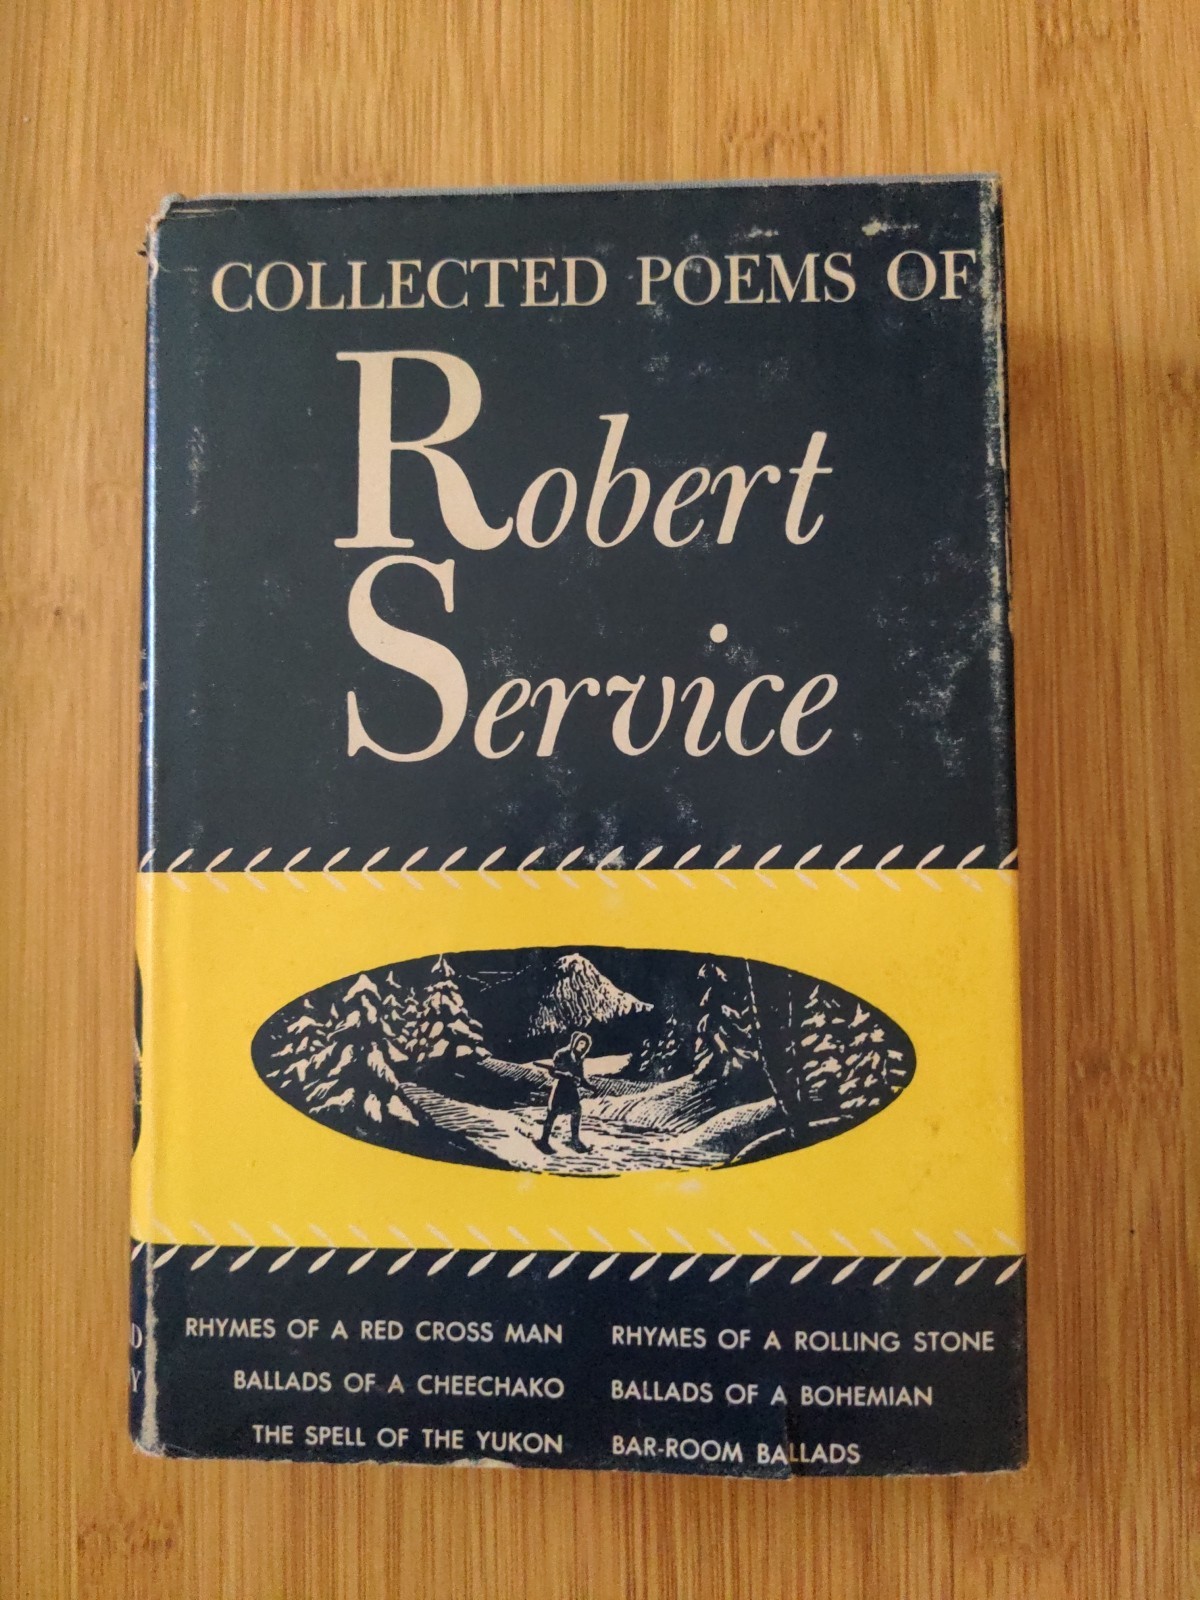 COLLECTED POEMS OF
Robert
Service
RHYMES OF A RED CROSS MAN
RHYMES OF A ROLLING STONE
BALLADS OF A CHEECHAKO
BALLADS OF A BOHEMIAN
THE SPELL OF THE YUKON
BAR-ROOM BALLADS